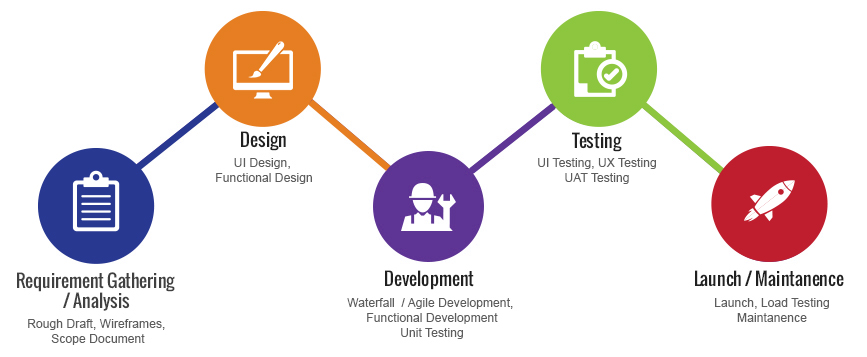 Requirement Gathering
/ Analysis
Rough Draft, Wireframes,
Scope Document
Design
UI Design,
Functional Design
Development
Waterfall / Agile Development,
Functional Development
Unit Testing
Testing
UI Testing, UX Testing
UAT Testing
Launch / Maintanence
Launch, Load Testing
Maintanence